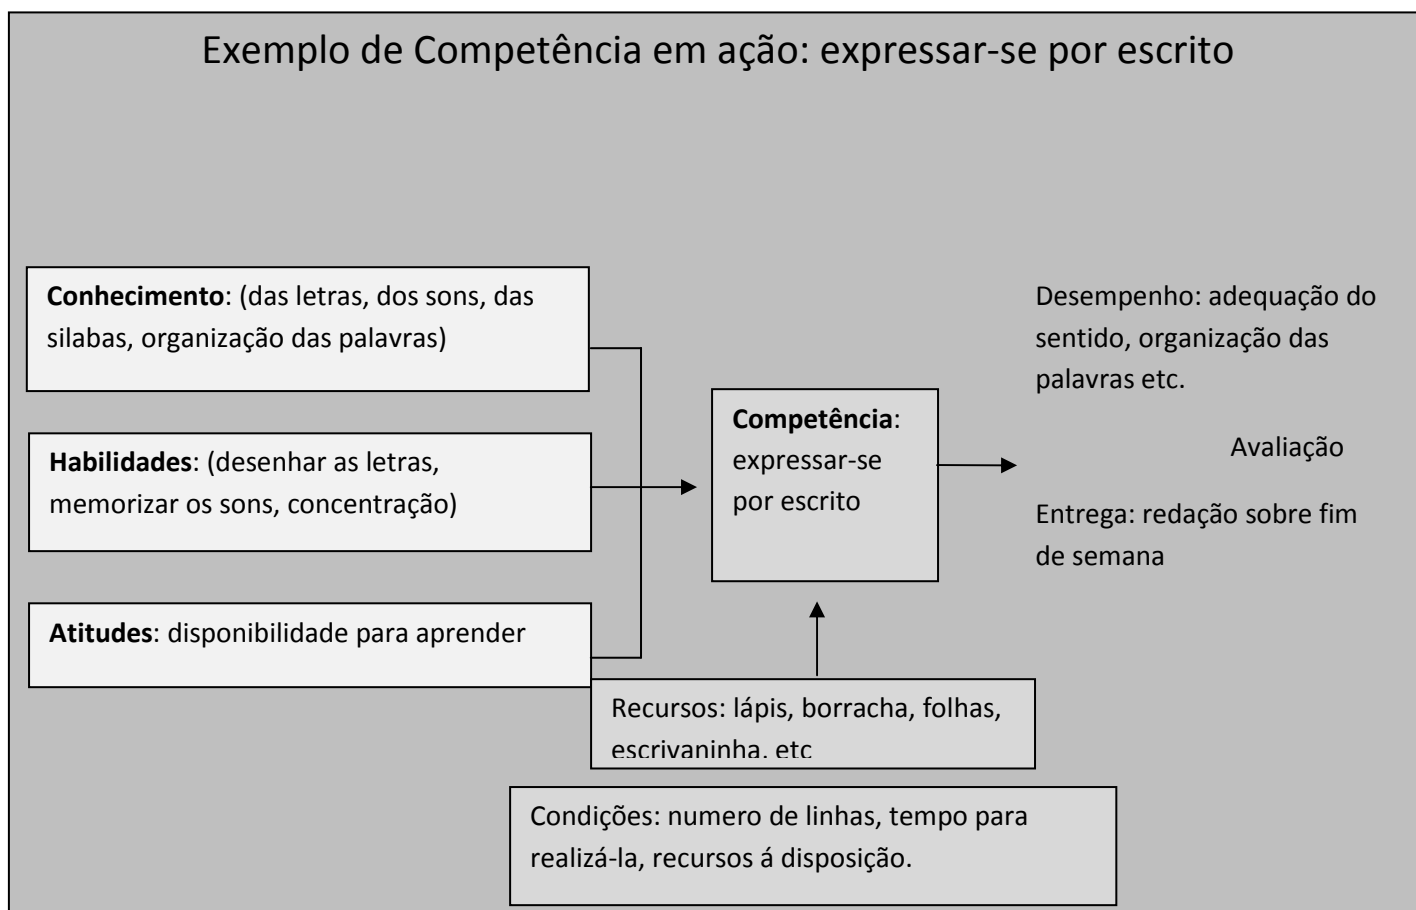 Exemplo de Competência em ação: expressar-se por escrito
Conhecimento: (das letras, dos sons, das
silabas, organização das palavras)
Habilidades: (desenhar as letras,
memorizar os sons, concentração)
Atitudes: disponibilidade para aprender
Competência:
expressar-se
por escrito
Desempenho: adequação do
sentido, organização das
palavras etc.
Avaliação
Entrega: redação sobre fim
de semana
Recursos: lápis, borracha, folhas,
escrivaninha, etc
Condições: numero de linhas, tempo para
realizá-la, recursos á disposição.